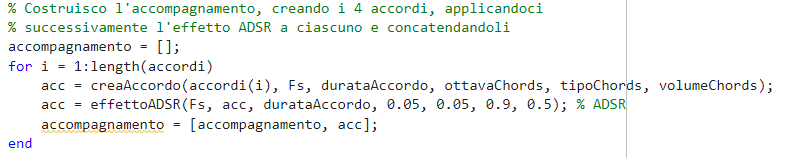 % Costruisco l'accompagnamento, creando i 4 accordi, applicandoci
% successivamente l'effetto ADSR a ciascuno e concatendandoli
accompagnamento = [];
for i = 1:length(accordi)
    acc = creaAccordo(accordi(i), Fs, durataAccordo, ottavaChords, tipoChords, volumeChords);
    acc = effettoADSR(Fs, acc, durataAccordo, 0.05, 0.05, 0.9, 0.5); % ADSR
    accompagnamento = [accompagnamento, acc];
end